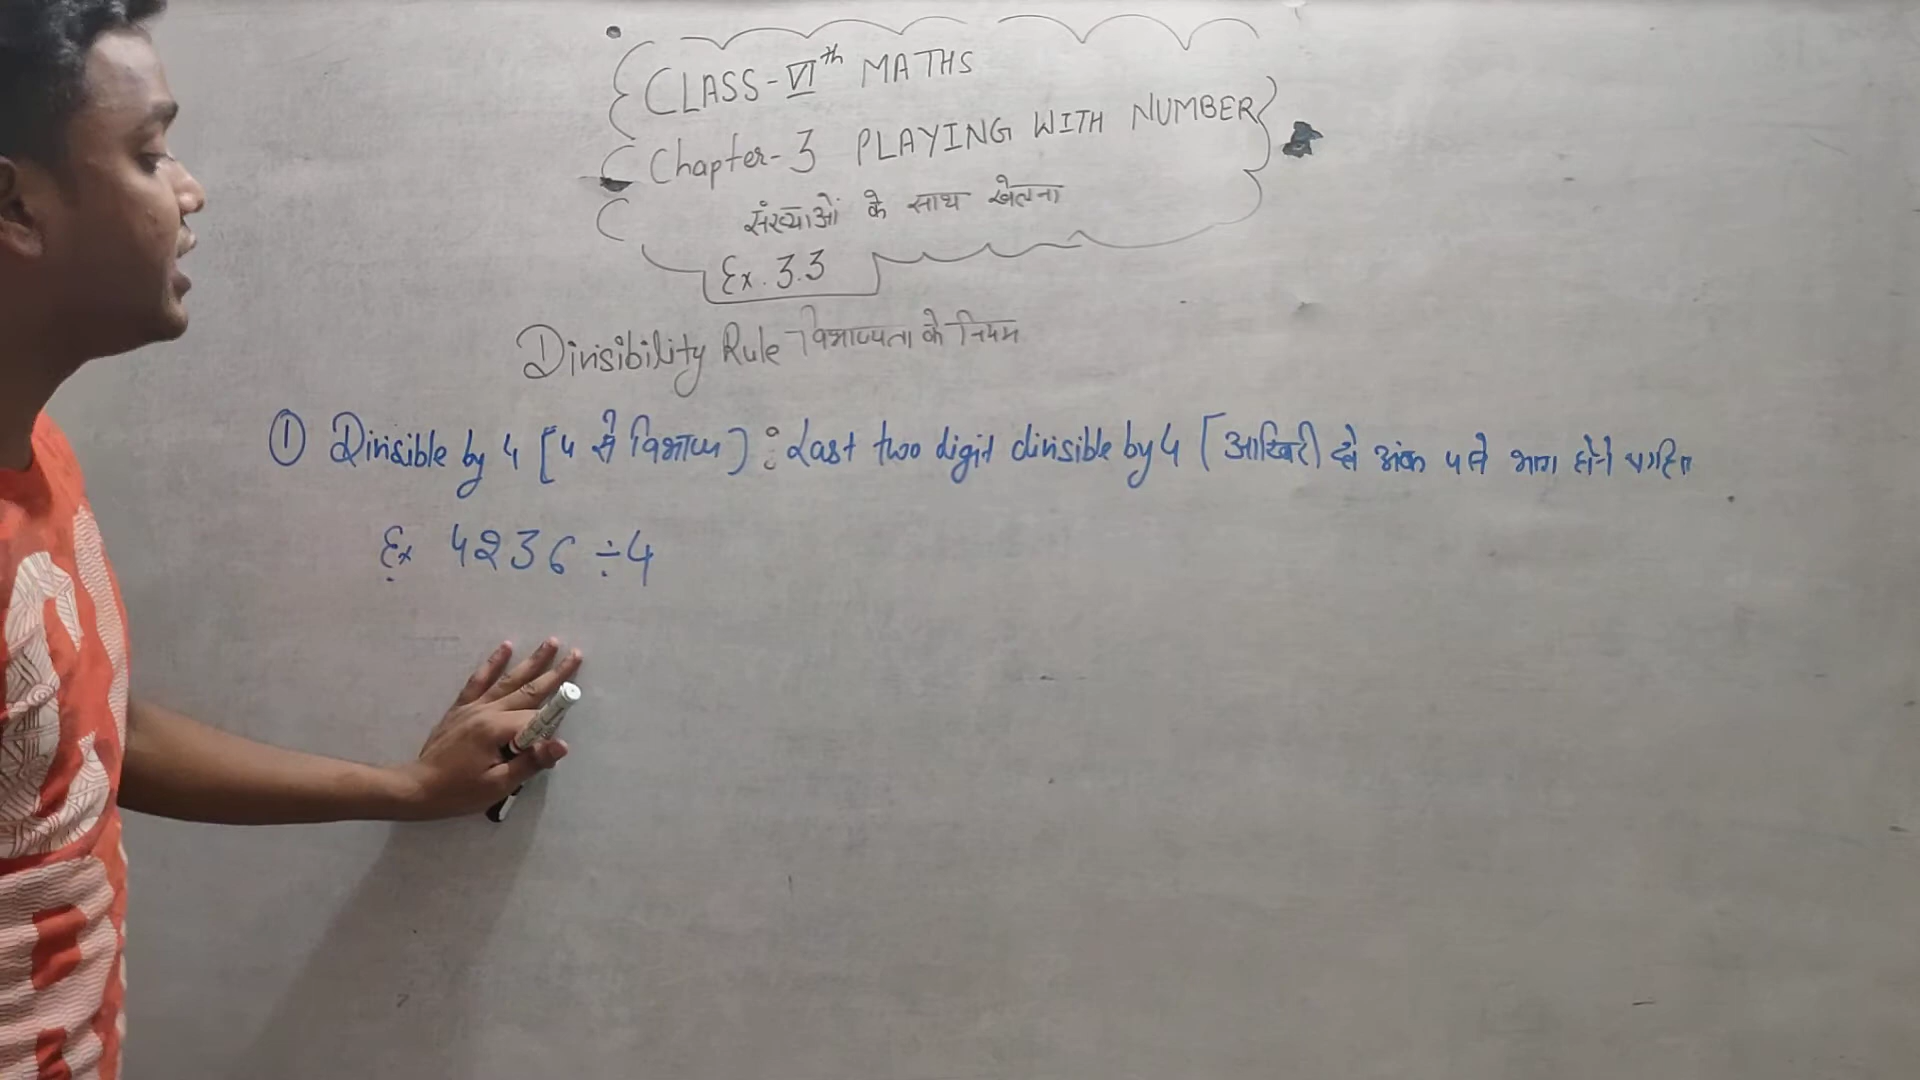 CLASS-VIth MATHS
Chapter-3 PLAYING WITH NUMBER
संख्याओं के साथ खेलना
Ex. 3.3
Divisibility Rule विभाज्यता के नियम
① Divisible by 4 [4 से विभाज्य] : Last two digit divisible by 4 [आखिरी दो अंक 4 से भाग होने चाहिए
Ex 4236 ÷ 4